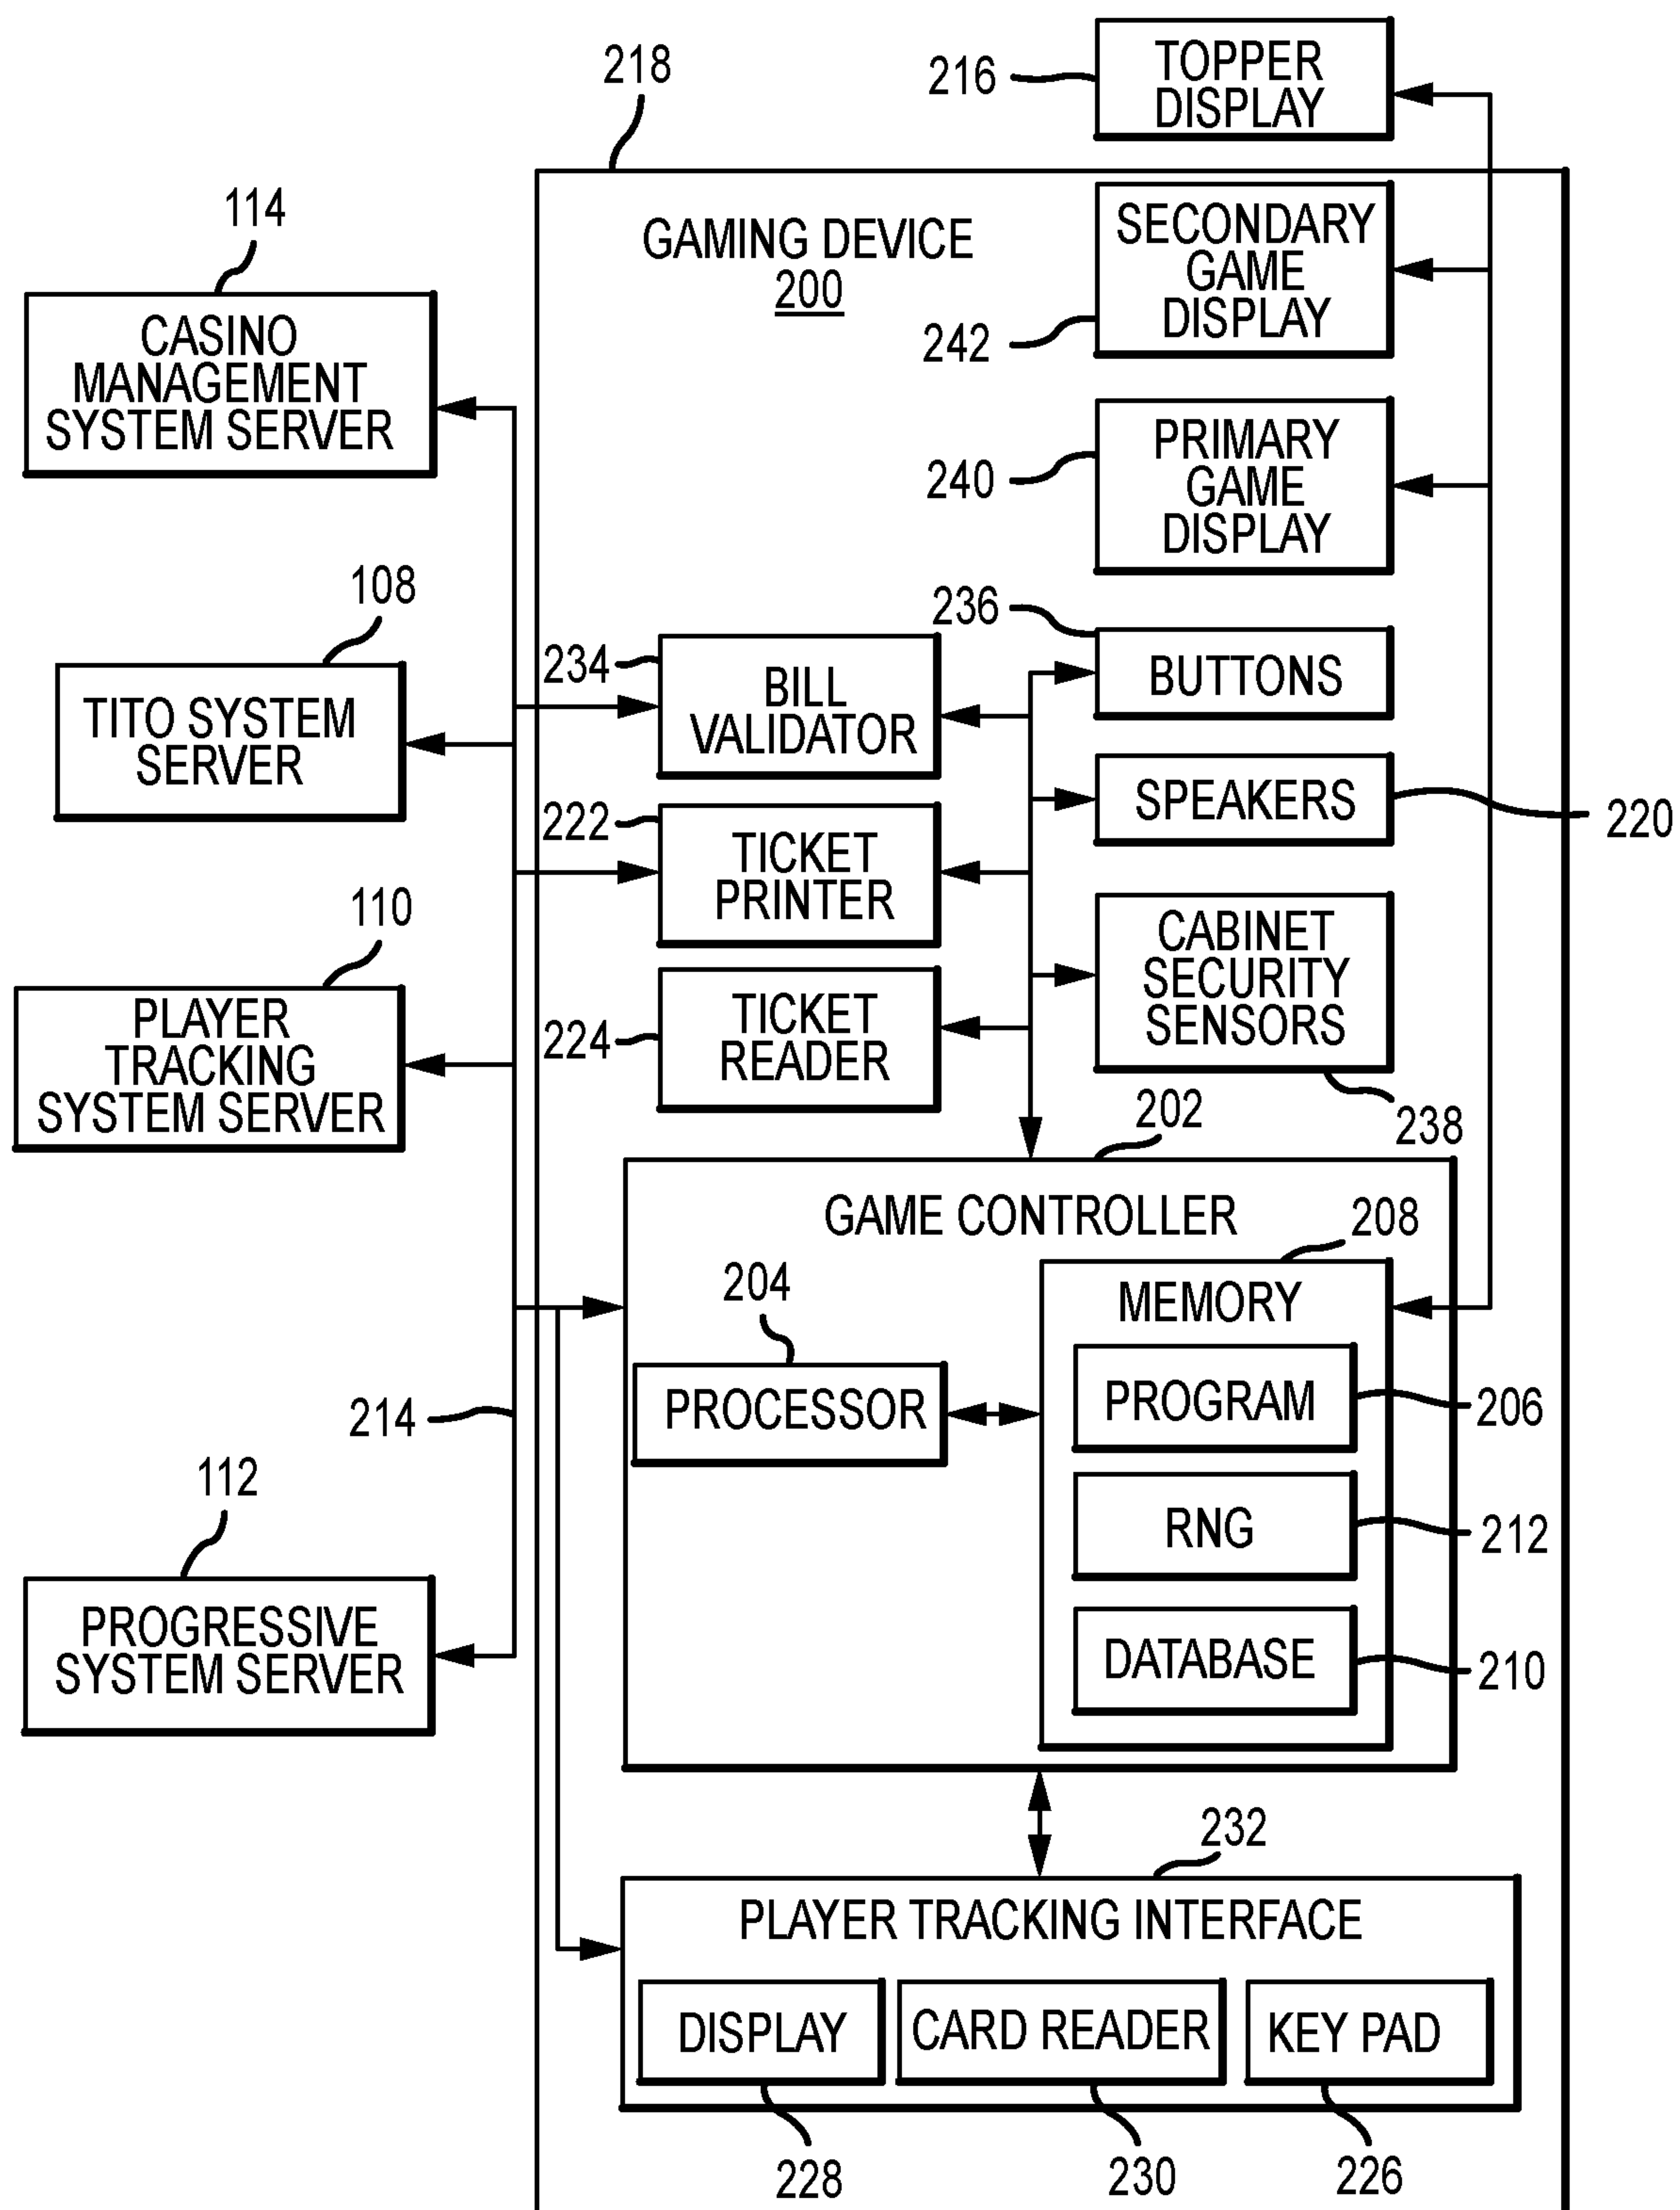 218
216
TOPPER
DISPLAY
114
GAMING DEVICE
200
SECONDARY
GAME
DISPLAY
242
CASINO
MANAGEMENT
SYSTEM SERVER
240
PRIMARY
GAME
DISPLAY
108
236
234
BILL
VALIDATOR
BUTTONS
TITO SYSTEM
SERVER
SPEAKERS
220
222
TICKET
PRINTER
110
CABINET
SECURITY
SENSORS
238
PLAYER
TRACKING
SYSTEM SERVER
224
TICKET
READER
202
GAME CONTROLLER
208
204
MEMORY
PROCESSOR
PROGRAM
206
214
112
RNG
212
PROGRESSIVE
SYSTEM SERVER
DATABASE
210
232
PLAYER TRACKING INTERFACE
DISPLAY
CARD READER
KEY PAD
228
230
226